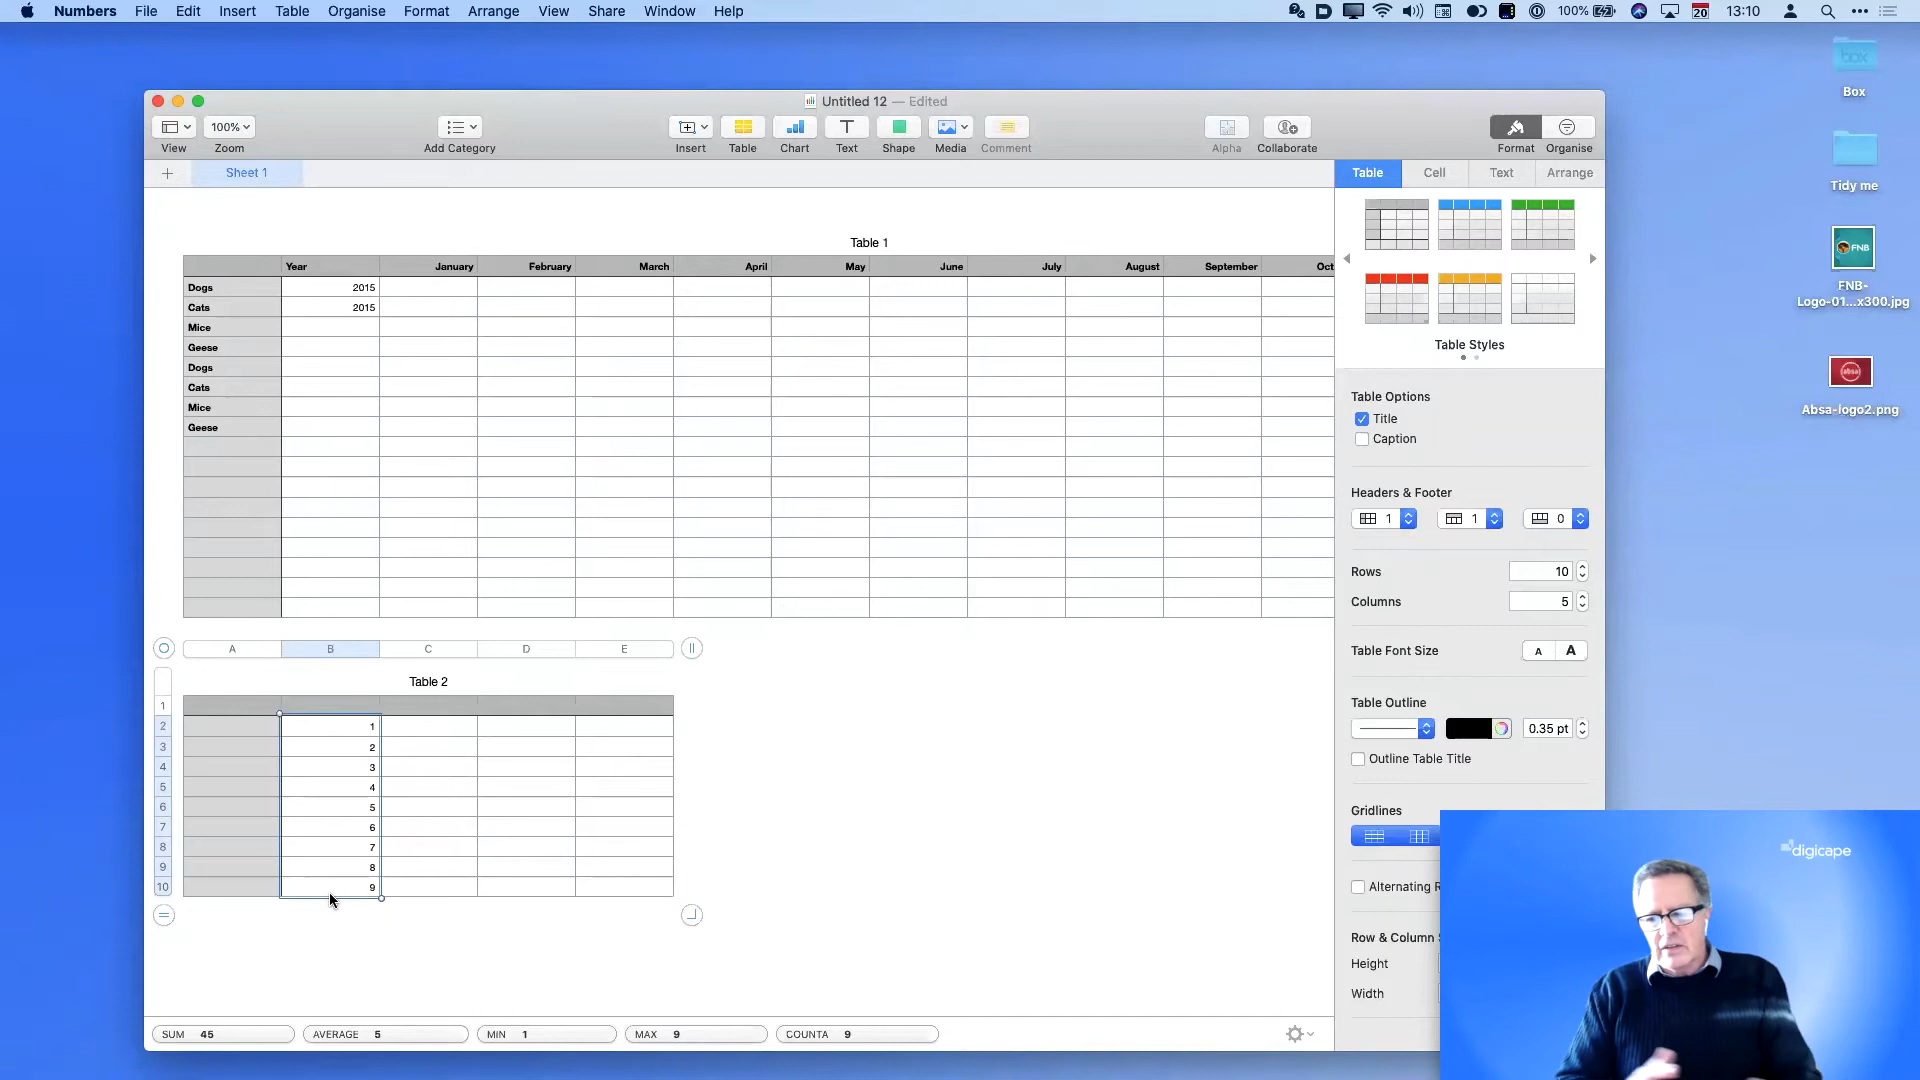 Numbers File Edit Insert Table Organise Format Arrange View Share Window Help 100% 20 13:10
Untitled 12 — Edited
100%
View Zoom Add Category Insert Table Chart Text Shape Media Comment Alpha Collaborate Format Organise
Sheet 1
Table Cell Text Arrange
Table 1
Year January February March April May June July August September Oct
Dogs 2015
Cats 2015
Mice
Geese
Dogs
Cats
Mice
Geese
A B C D E
Table 2
1
2 1
3 2
4 3
5 4
6 5
7 6
8 7
9 8
10 9
SUM 45 AVERAGE 5 MIN 1 MAX 9 COUNTA 9
Table Styles
Table Options
Title
Caption
Headers & Footer
1 1 0
Rows 10
Columns 5
Table Font Size A A
Table Outline
0.35 pt
Outline Table Title
Gridlines
Alternating R
Row & Column
Height
Width
box
Box
Tidy me
FNB
FNB-
Logo-01...x300.jpg
absa
Absa-logo2.png
digicape